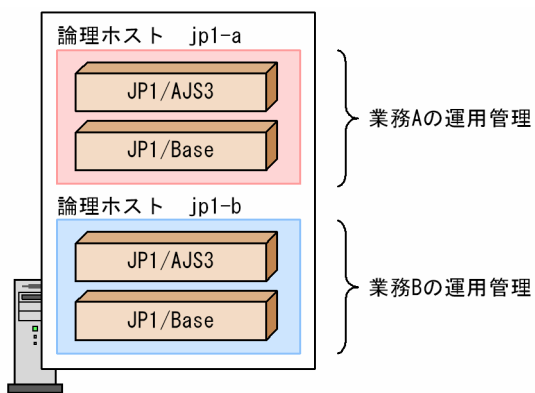 論理ホスト jp1-a
JP1/AJS3
JP1/Base
業務Aの運用管理
論理ホスト jp1-b
JP1/AJS3
JP1/Base
業務Bの運用管理